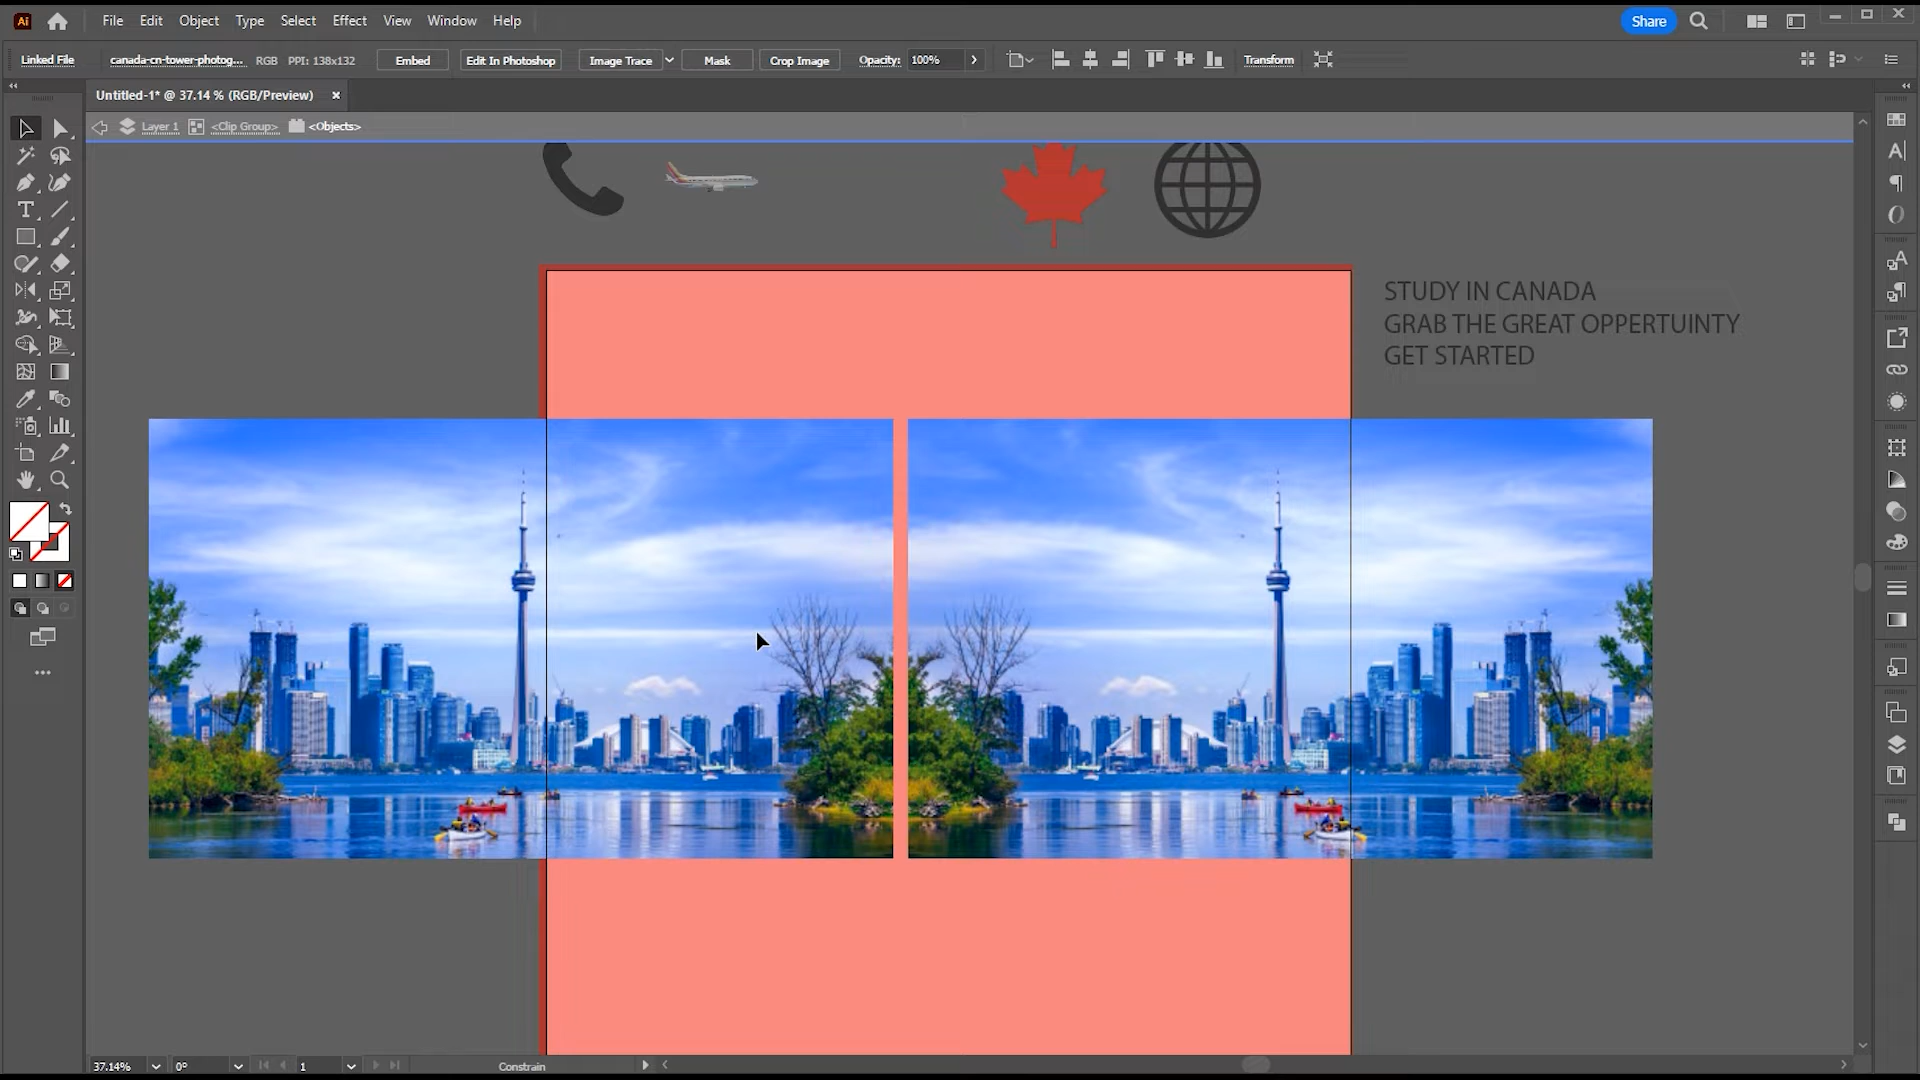 Ai File Edit Object Type Select Effect View Window Help Share
Linked File canada-cn-tower-photog... RGB PPI: 138x132 Embed Edit In Photoshop Image Trace Mask Crop Image Opacity: 100% Transform
Untitled-1* @ 37.14 % (RGB/Preview)
Layer 1 <Clip Group> <Objects>
STUDY IN CANADA
GRAB THE GREAT OPPERTUINTY
GET STARTED
37.14% 0° 1 Constrain